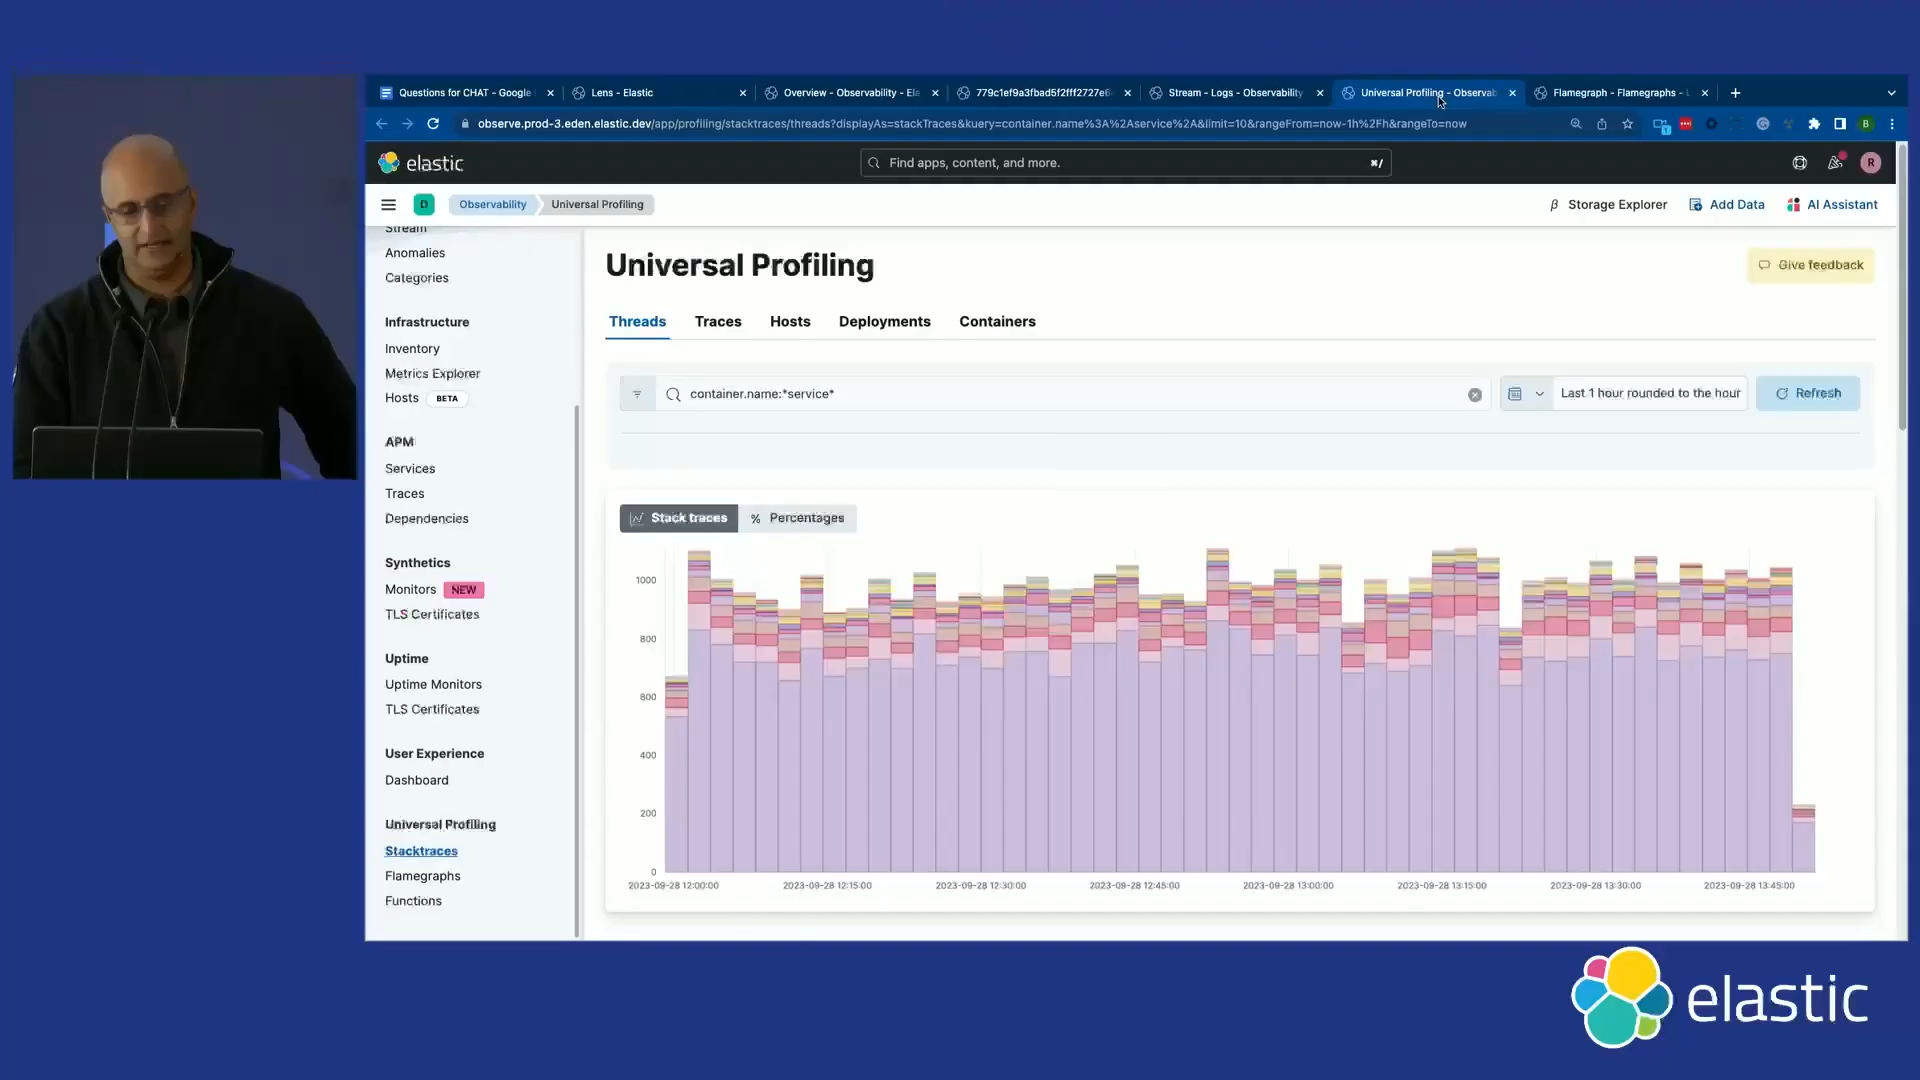 Questions for CHAT - Google
Lens - Elastic
Overview - Observability - Ela
779c1ef9a3fbad5f2fff2727e6
Stream - Logs - Observability
Universal Profiling - Observab
Flamegraph - Flamegraphs - 
observe.prod-3.eden.elastic.dev/app/profiling/stacktraces/threads?displayAs=stackTraces&kuery=container.name%3A%2Aservice%2A&limit=10&rangeFrom=now-1h%2Fh&rangeTo=now
B
elastic
Find apps, content, and more.
⌘/
R
D
Observability
Universal Profiling
β Storage Explorer
Add Data
AI Assistant
Stream
Anomalies
Categories
Infrastructure
Inventory
Metrics Explorer
Hosts BETA
APM
Services
Traces
Dependencies
Synthetics
Monitors NEW
TLS Certificates
Uptime
Uptime Monitors
TLS Certificates
User Experience
Dashboard
Universal Profiling
Stacktraces
Flamegraphs
Functions
Universal Profiling
Give feedback
Threads
Traces
Hosts
Deployments
Containers
container.name:*service*
Last 1 hour rounded to the hour
Refresh
Stack traces
% Percentages
1000
800
800
400
200
0
2023-09-28 12:00:00
2023-09-28 12:15:00
2023-09-28 12:30:00
2023-09-28 12:45:00
2023-09-28 13:00:00
2023-09-28 13:15:00
2023-09-28 13:30:00
2023-09-28 13:45:00
elastic